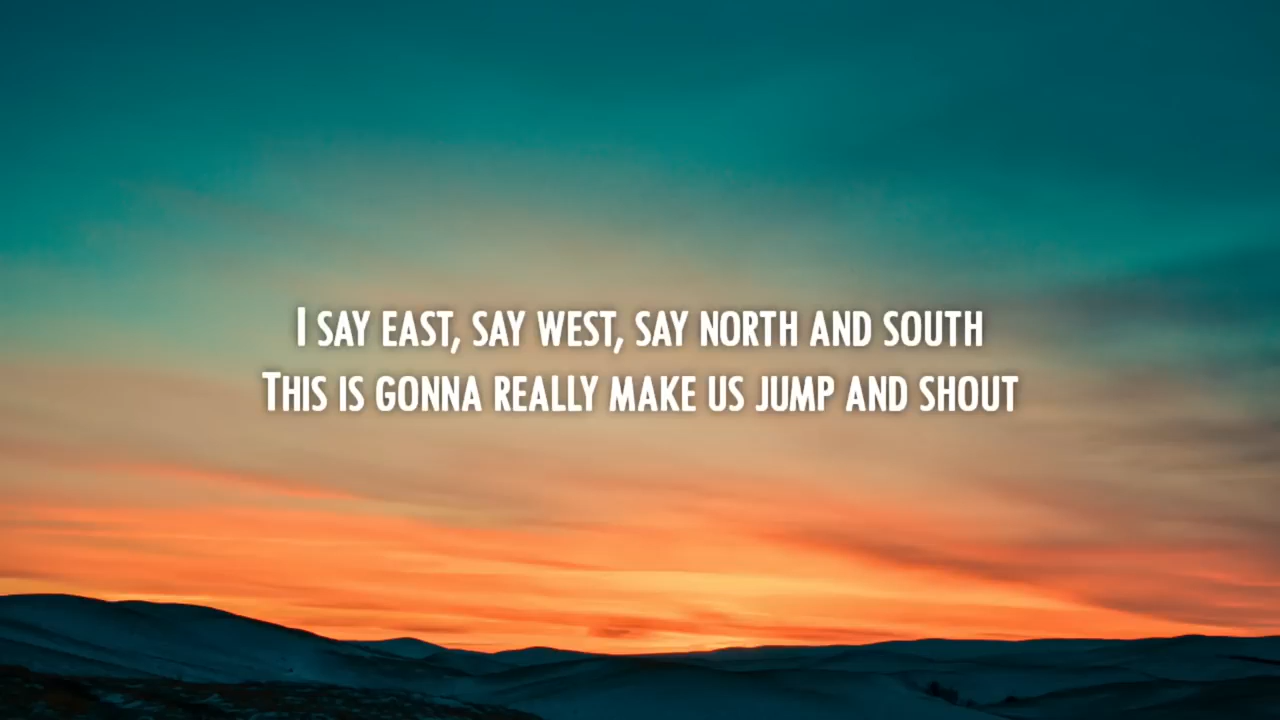 I SAY EAST, SAY WEST, SAY NORTH AND SOUTH
THIS IS GONNA REALLY MAKE US JUMP AND SHOUT